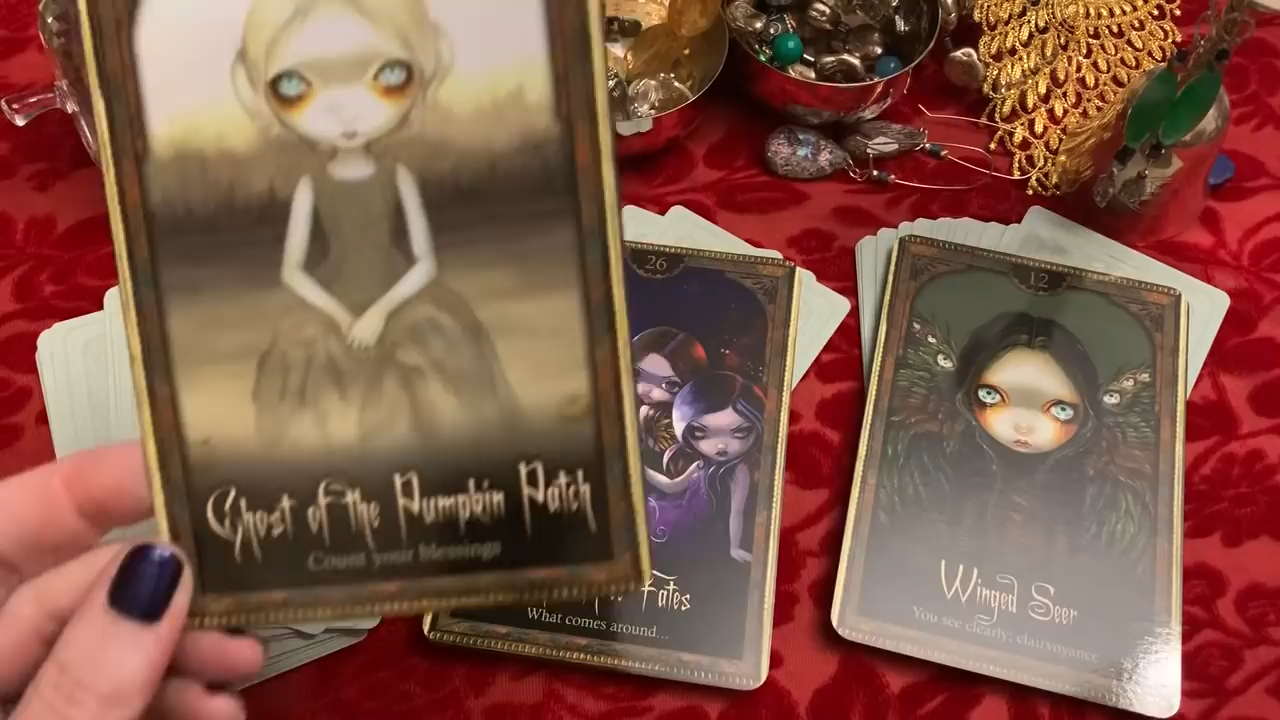 Ghost of the Pumpkin Patch
Count your blessings
26
Fates
What comes around...
12
Winged Seer
You see clearly; clairvoyance